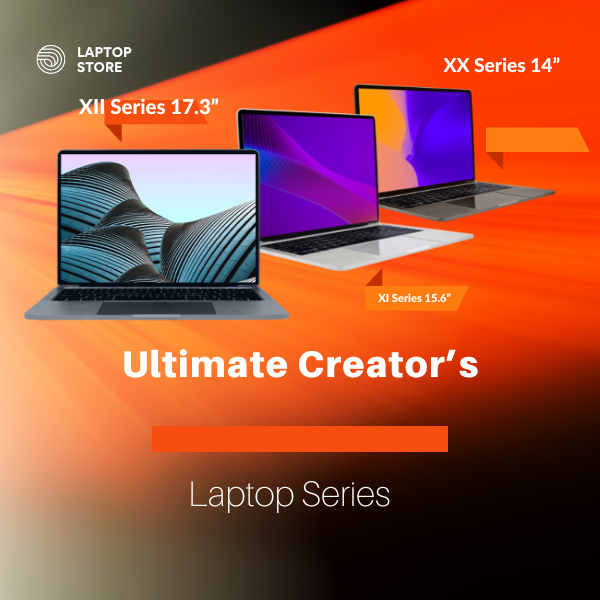 LAPTOP
STORE
XX Series 14”
XII Series 17.3”
XI Series 15.6”
Ultimate Creator’s
Laptop Series